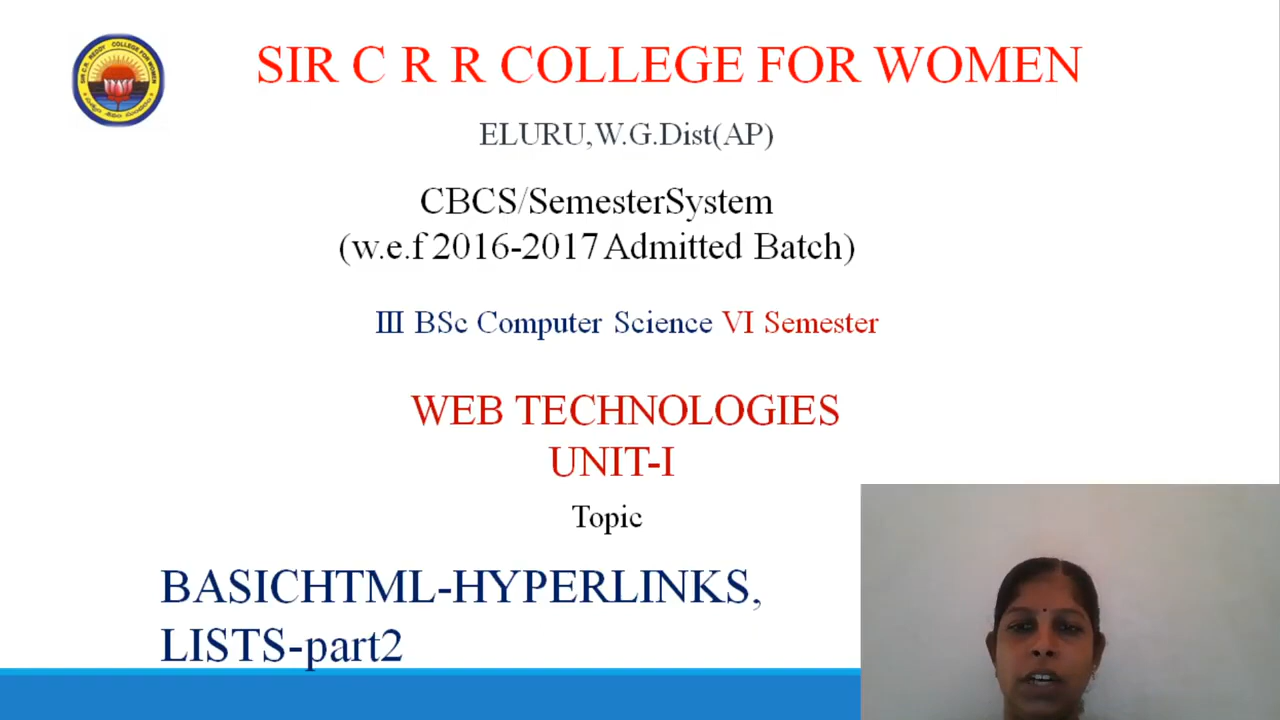 SIR C R R COLLEGE FOR WOMEN
ELURU,W.G.Dist(AP)
CBCS/SemesterSystem
(w.e.f 2016-2017 Admitted Batch)
III BSc Computer Science VI Semester
WEB TECHNOLOGIES
UNIT-I
Topic
BASICHTML-HYPERLINKS,
LISTS-part2